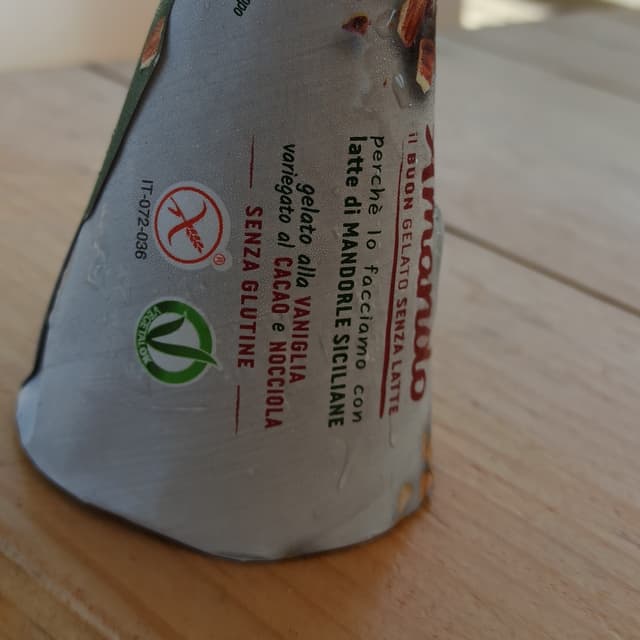 Amando
il BUON GELATO SENZA LATTE
perchè lo facciamo con
latte di MANDORLE SICILIANE
gelato alla VANIGLIA
variegato al CACAO e NOCCIOLA
SENZA GLUTINE
IT-072-036